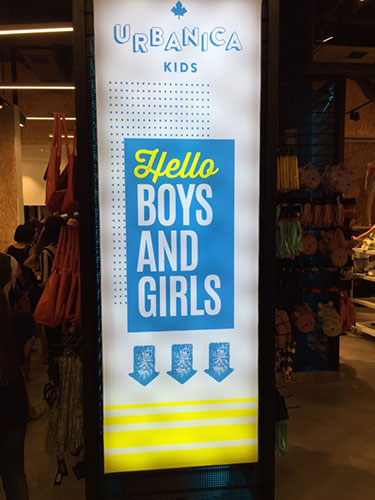 URBANICA
KIDS
Hello
BOYS
AND
GIRLS